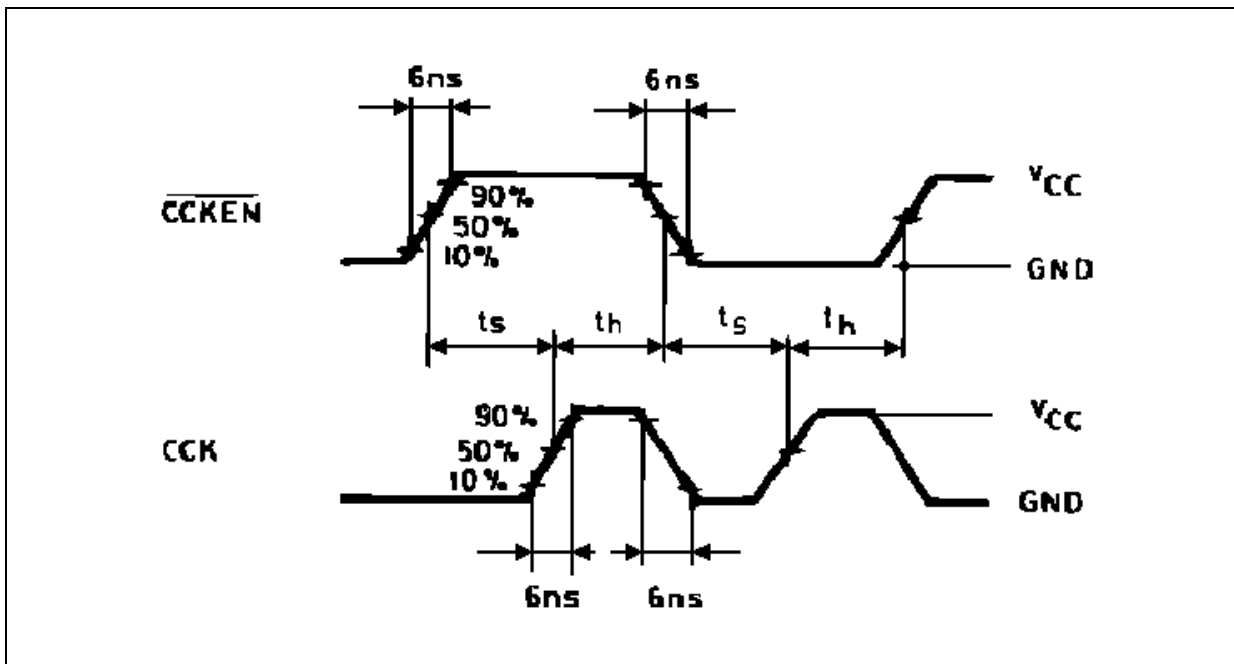 6ns 6ns
C̅C̅K̅E̅N̅ 90% VCC
50%
10% GND
ts th ts th
90% VCC
CCK 50%
10% GND
6ns 6ns